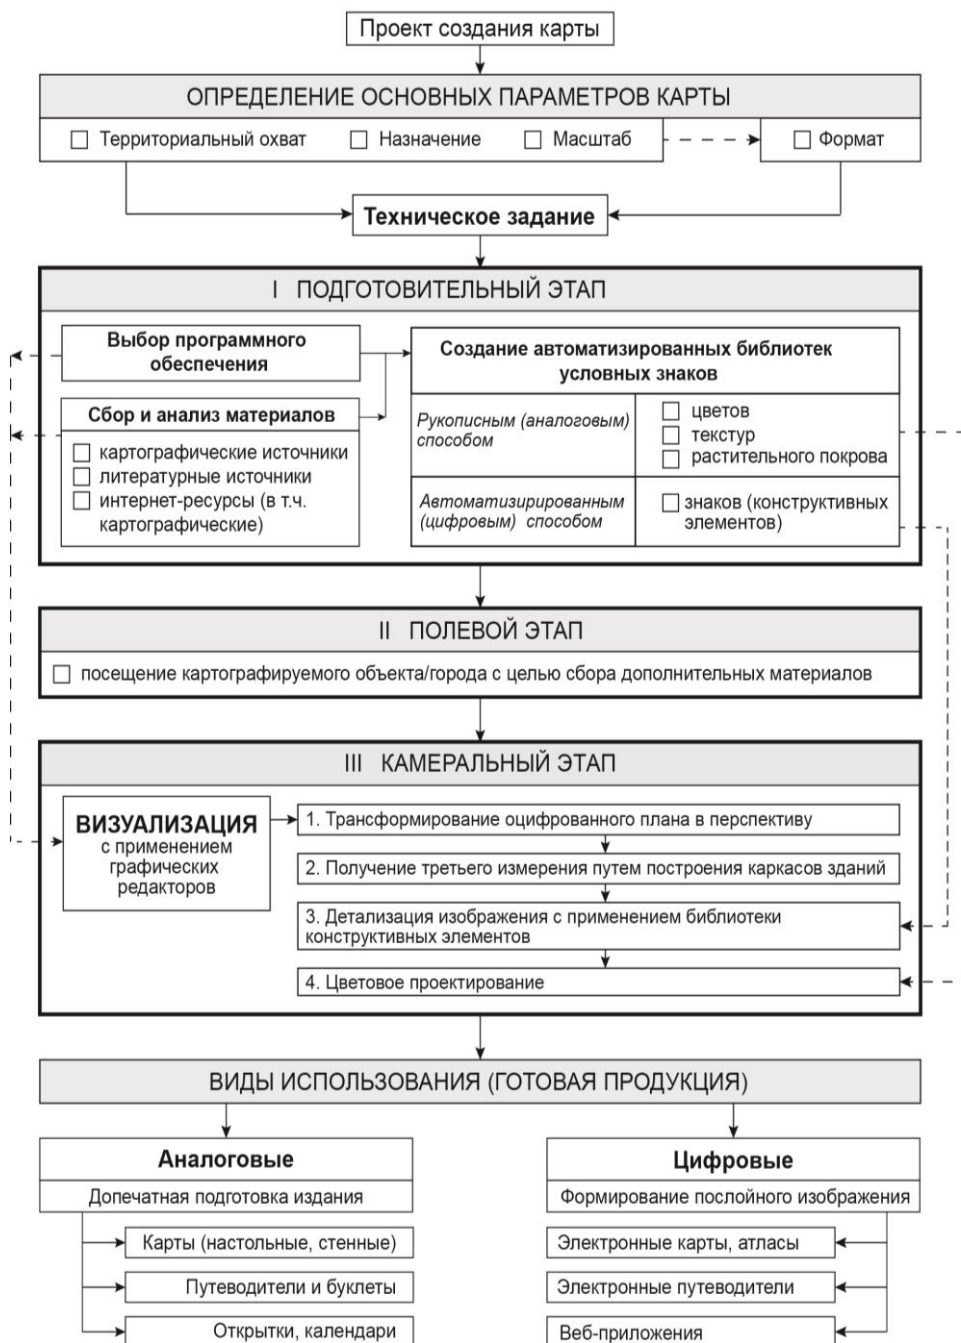 Проект создания карты
ОПРЕДЕЛЕНИЕ ОСНОВНЫХ ПАРАМЕТРОВ КАРТЫ
Территориальный охват Назначение Масштаб Формат
Техническое задание
I ПОДГОТОВИТЕЛЬНЫЙ ЭТАП
Выбор программного
обеспечения
Сбор и анализ материалов
картографические источники
литературные источники
интернет-ресурсы (в т.ч.
картографические)
Создание автоматизированных библиотек
условных знаков
Рукописным (аналоговым)
способом
цветов
текстур
растительного покрова
Автоматизирированным
(цифровым) способом
знаков (конструктивных
элементов)
II ПОЛЕВОЙ ЭТАП
посещение картографируемого объекта/города с целью сбора дополнительных материалов
III КАМЕРАЛЬНЫЙ ЭТАП
ВИЗУАЛИЗАЦИЯ
с применением
графических
редакторов
1. Трансформирование оцифрованного плана в перспективу
2. Получение третьего измерения путем построения каркасов зданий
3. Детализация изображения с применением библиотеки
конструктивных элементов
4. Цветовое проектирование
ВИДЫ ИСПОЛЬЗОВАНИЯ (ГОТОВАЯ ПРОДУКЦИЯ)
Аналоговые
Допечатная подготовка издания
Карты (настольные, стенные)
Путеводители и буклеты
Открытки, календари
Цифровые
Формирование послойного изображения
Электронные карты, атласы
Электронные путеводители
Веб-приложения